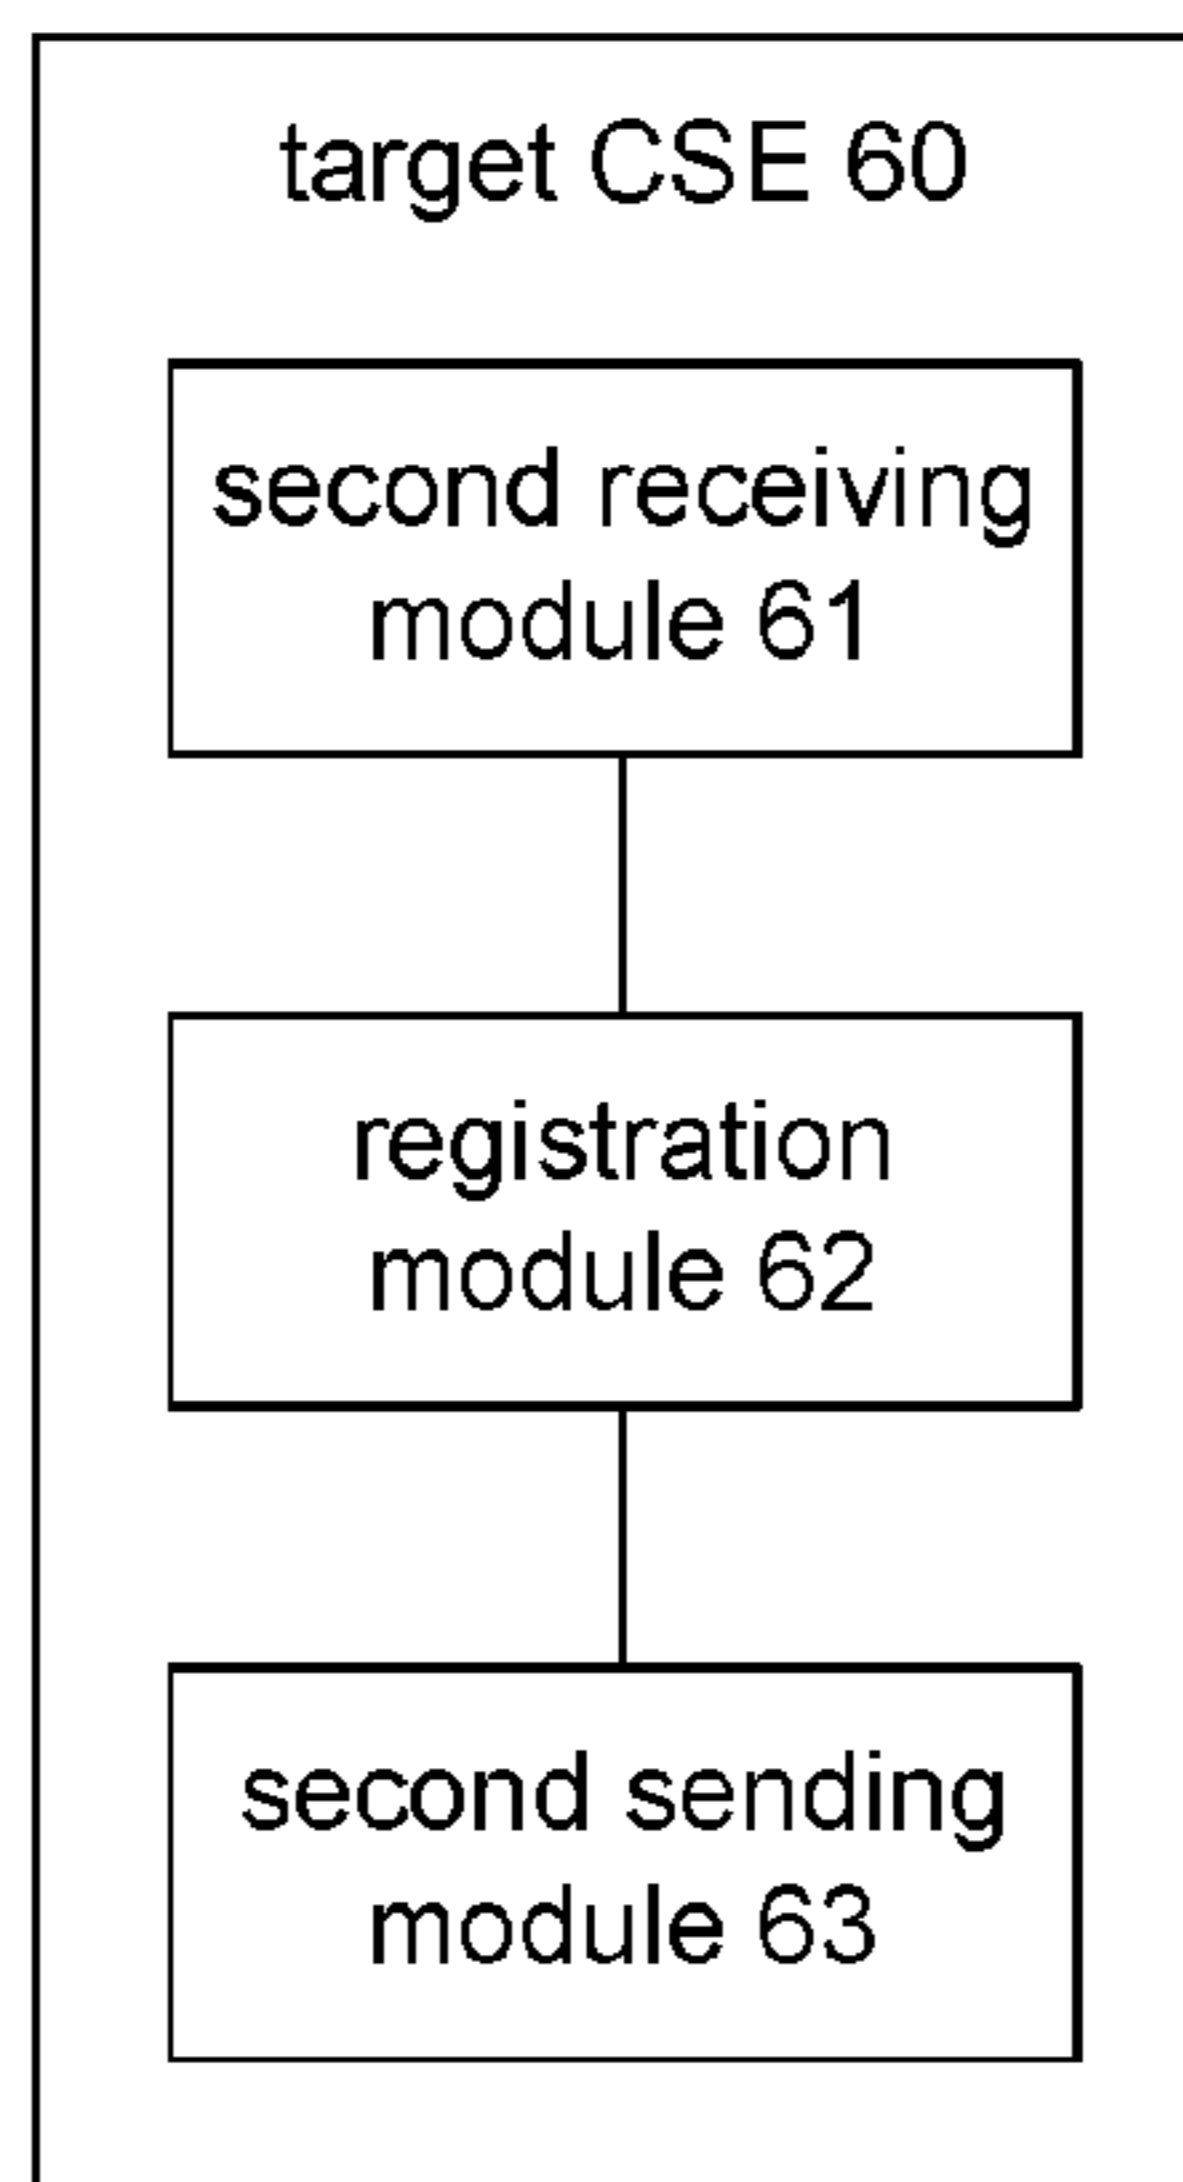 target CSE 60
second receiving
module 61
registration
module 62
second sending
module 63